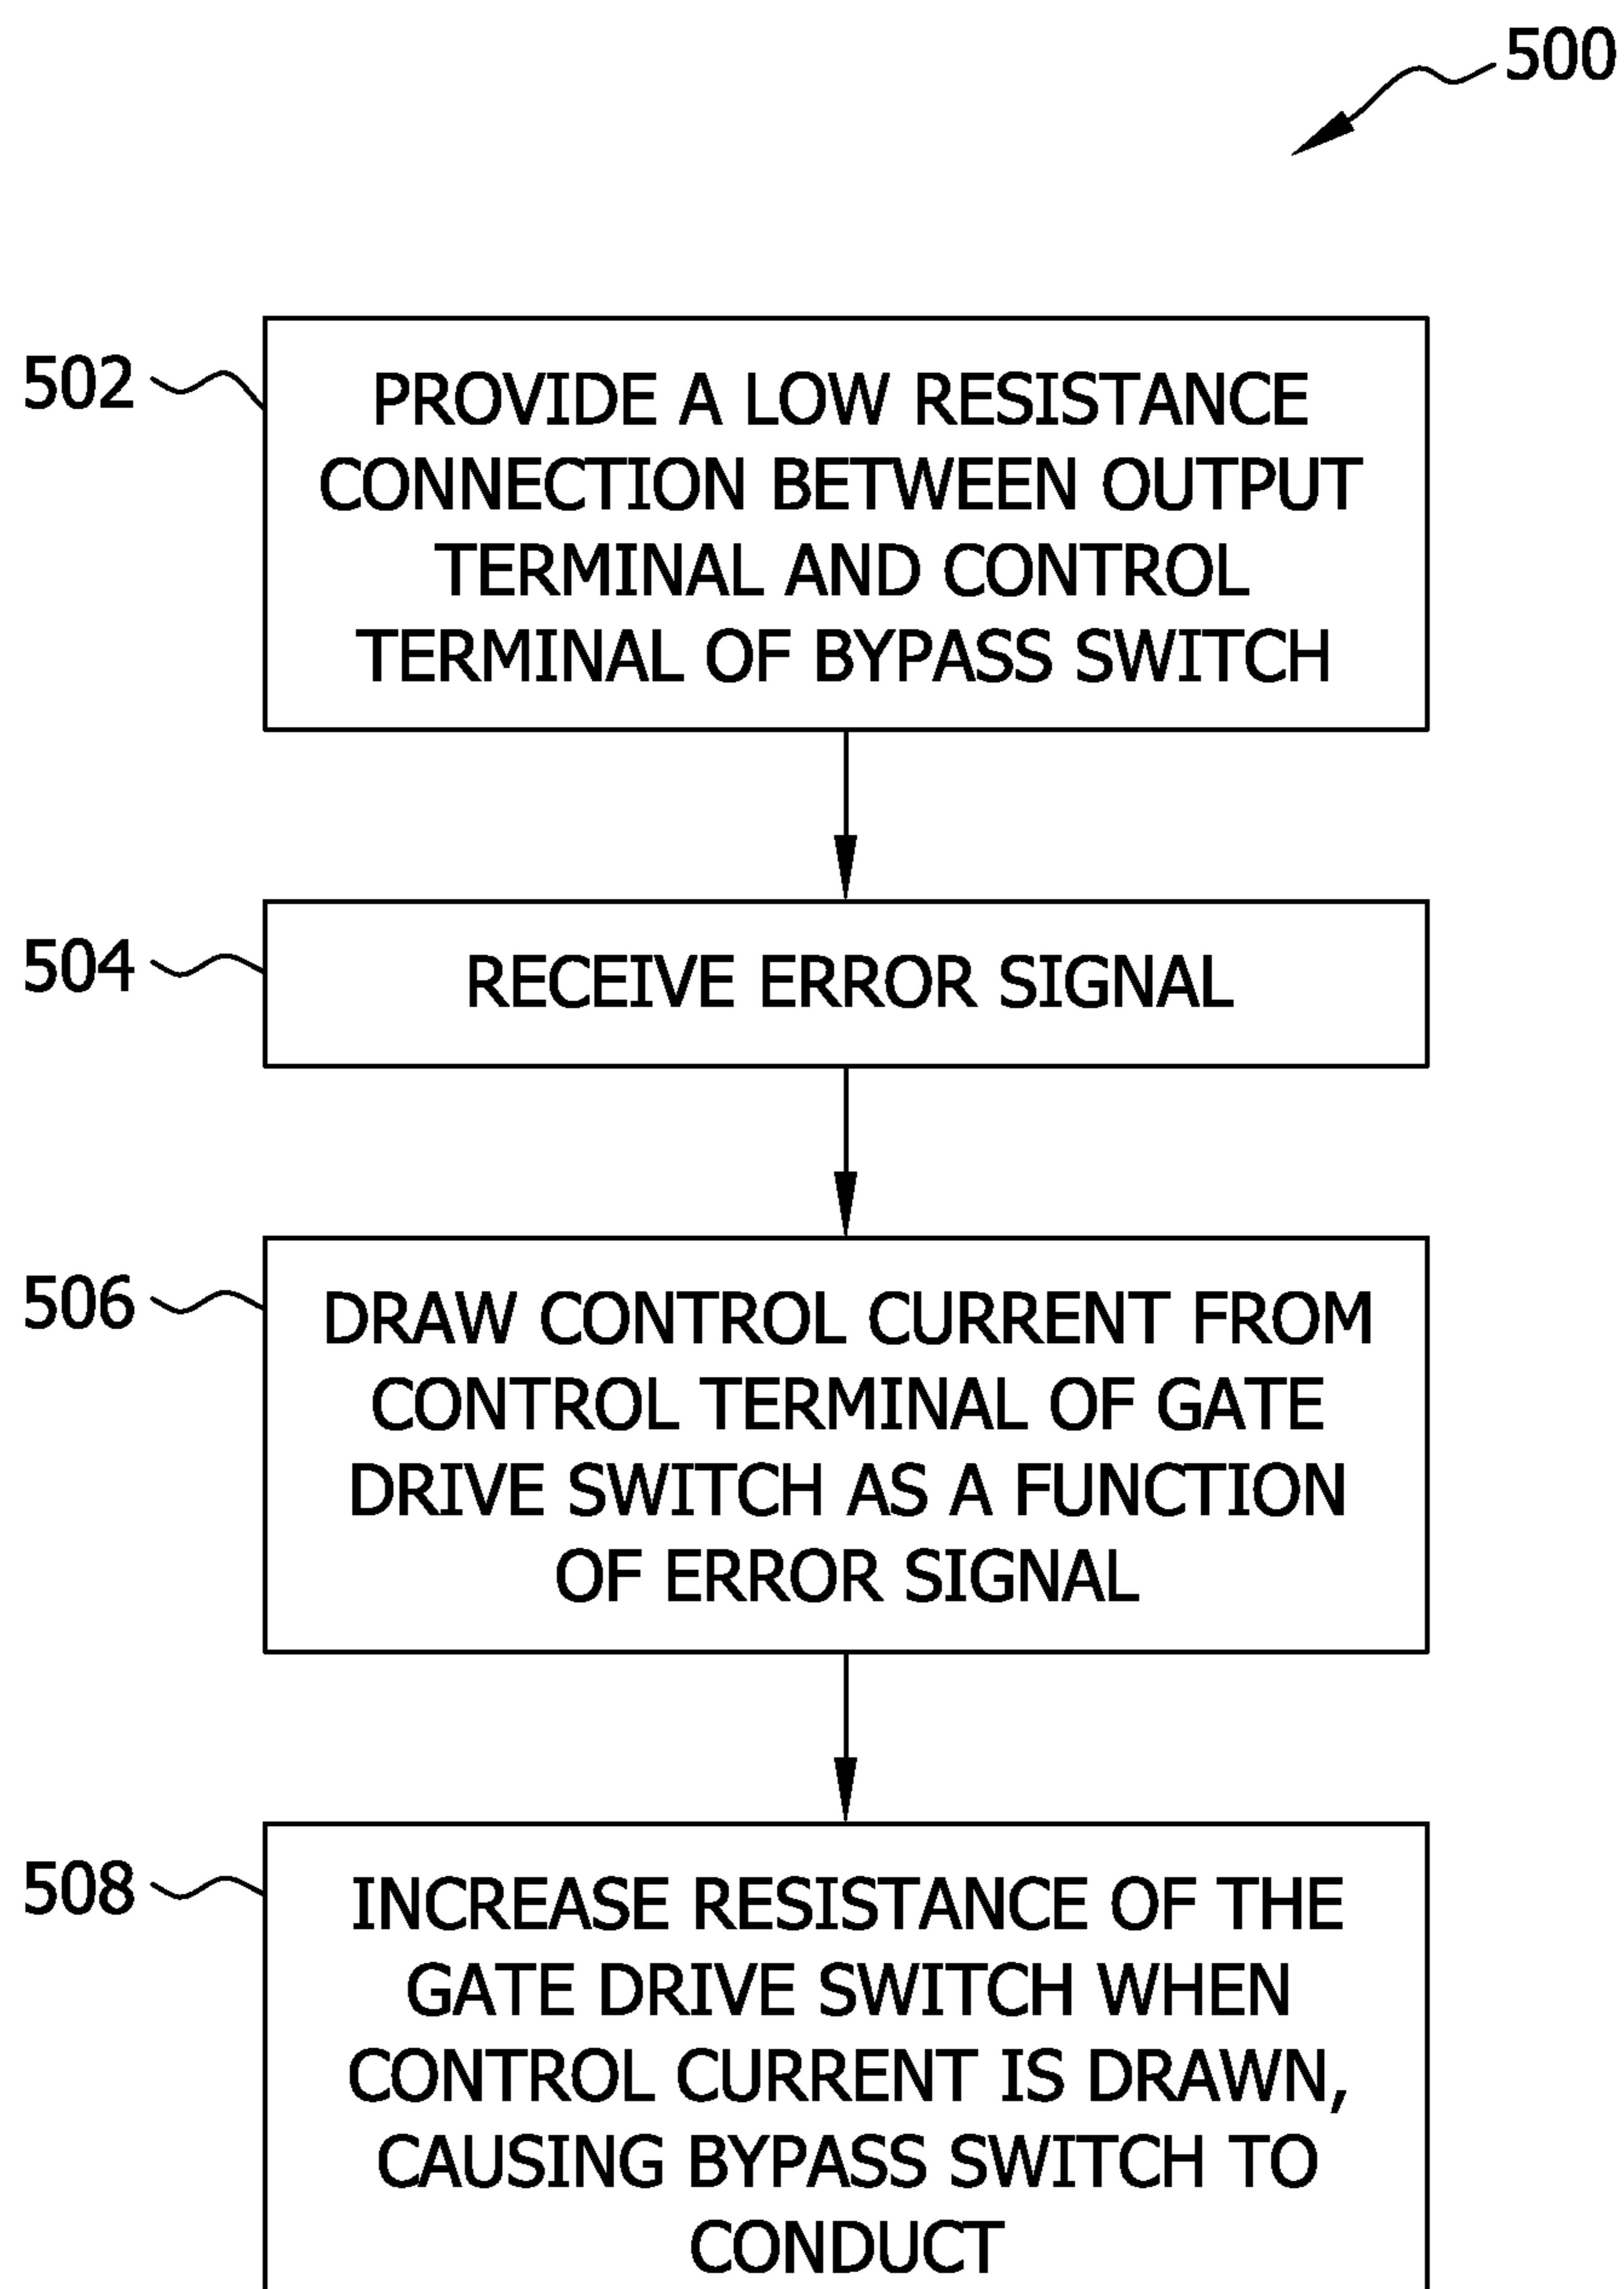 500
502
PROVIDE A LOW RESISTANCE
CONNECTION BETWEEN OUTPUT
TERMINAL AND CONTROL
TERMINAL OF BYPASS SWITCH
504
RECEIVE ERROR SIGNAL
506
DRAW CONTROL CURRENT FROM
CONTROL TERMINAL OF GATE
DRIVE SWITCH AS A FUNCTION
OF ERROR SIGNAL
508
INCREASE RESISTANCE OF THE
GATE DRIVE SWITCH WHEN
CONTROL CURRENT IS DRAWN,
CAUSING BYPASS SWITCH TO
CONDUCT